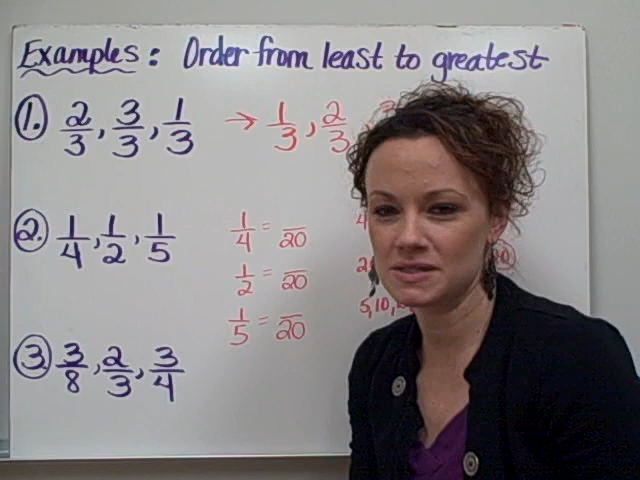 Examples: Order from least to greatest
1. 2/3, 3/3, 1/3 → 1/3, 2/3,
2. 1/4, 1/2, 1/5
1/4 = /20
1/2 = /20
1/5 = /20
5, 10,
3. 3/8, 2/3, 3/4